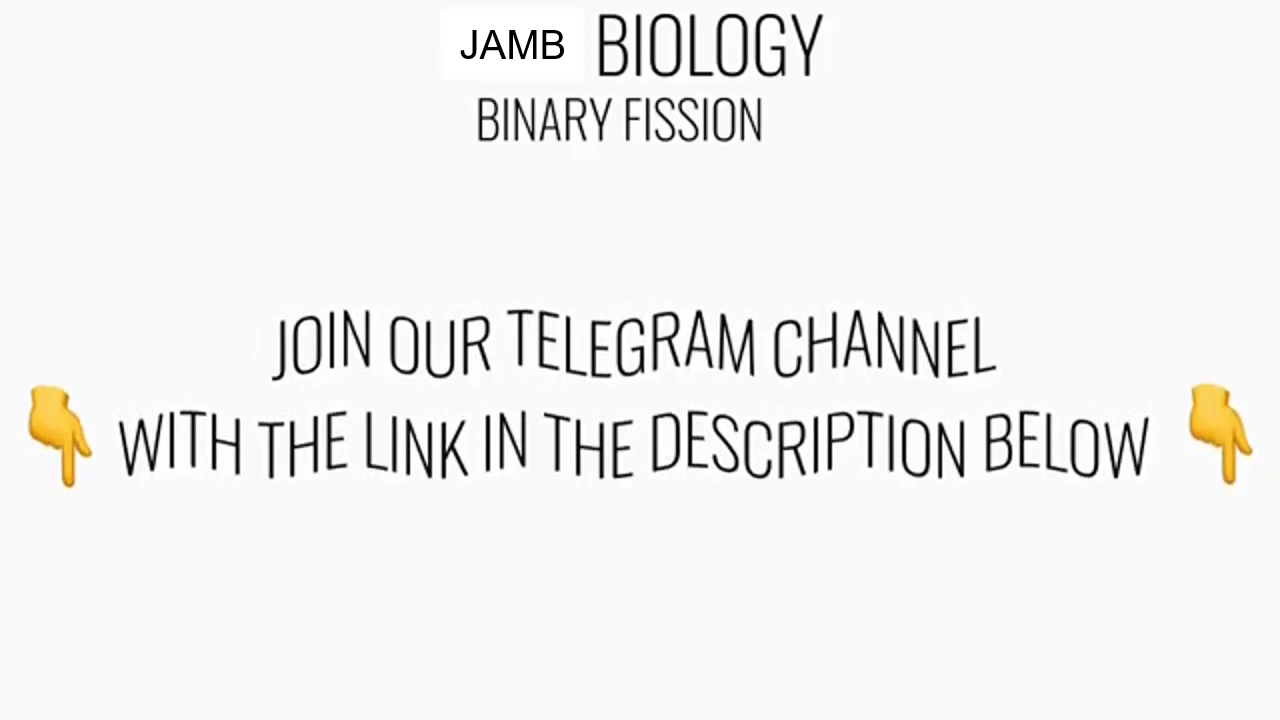 JAMB BIOLOGY
BINARY FISSION
JOIN OUR TELEGRAM CHANNEL
WITH THE LINK IN THE DESCRIPTION BELOW